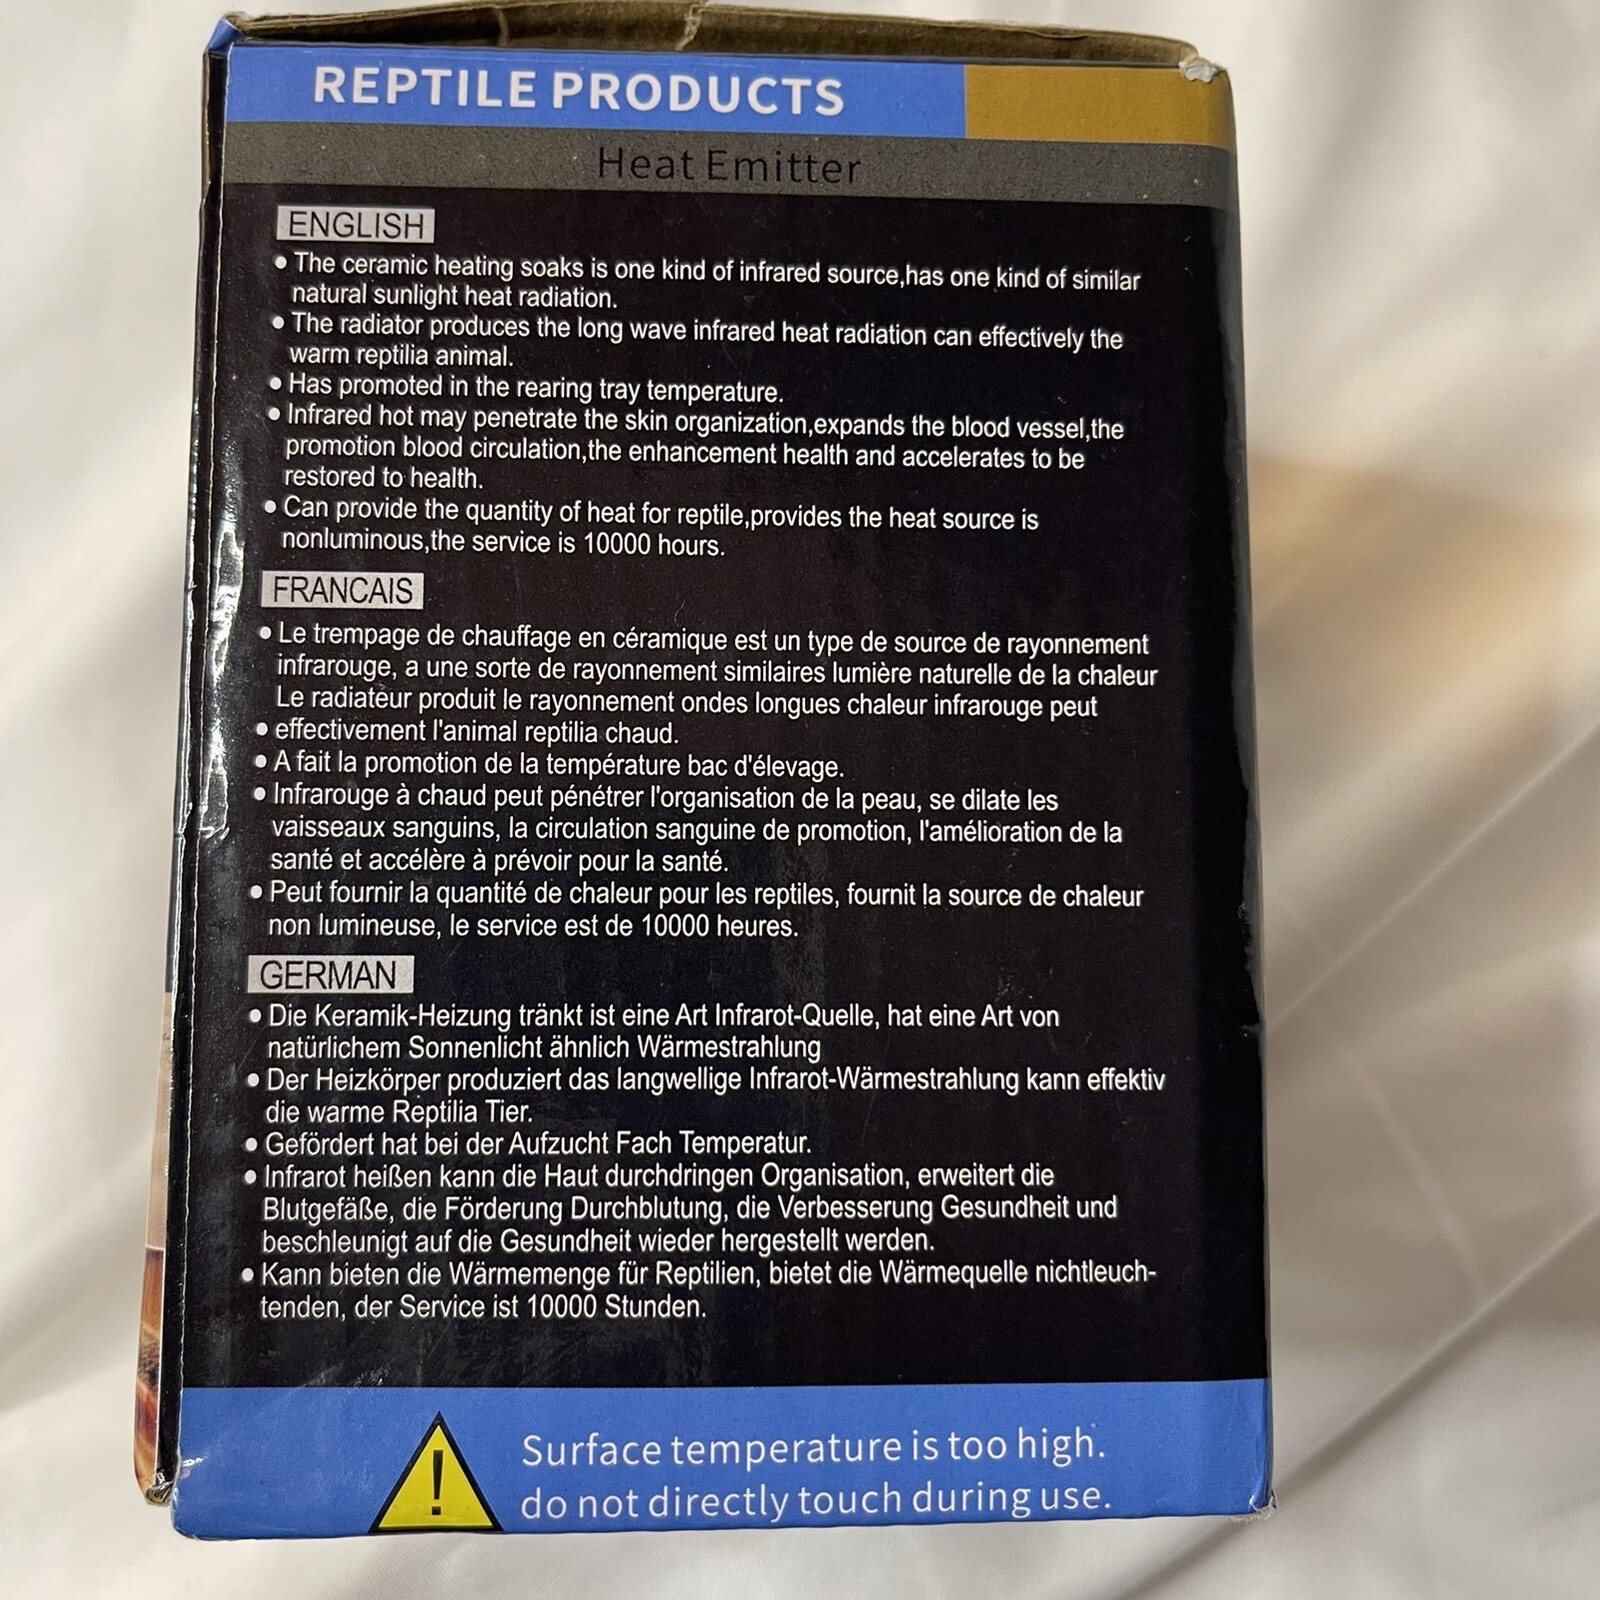 REPTILE PRODUCTS
Heat Emitter
ENGLISH
• The ceramic heating soaks is one kind of infrared source,has one kind of similar
natural sunlight heat radiation.
• The radiator produces the long wave infrared heat radiation can effectively the
warm reptilia animal.
• Has promoted in the rearing tray temperature.
• Infrared hot may penetrate the skin organization,expands the blood vessel,the
promotion blood circulation,the enhancement health and accelerates to be
restored to health.
• Can provide the quantity of heat for reptile,provides the heat source is
nonluminous,the service is 10000 hours.
FRANCAIS
• Le trempage de chauffage en céramique est un type de source de rayonnement
infrarouge, a une sorte de rayonnement similaires lumière naturelle de la chaleur
Le radiateur produit le rayonnement ondes longues chaleur infrarouge peut
• effectivement l'animal reptilia chaud.
• A fait la promotion de la température bac d'élevage.
• Infrarouge à chaud peut pénétrer l'organisation de la peau, se dilate les
vaisseaux sanguins, la circulation sanguine de promotion, l'amélioration de la
santé et accélère à prévoir pour la santé.
• Peut fournir la quantité de chaleur pour les reptiles, fournit la source de chaleur
non lumineuse, le service est de 10000 heures.
GERMAN
• Die Keramik-Heizung tränkt ist eine Art Infrarot-Quelle, hat eine Art von
natürlichem Sonnenlicht ähnlich Wärmestrahlung
• Der Heizkörper produziert das langwellige Infrarot-Wärmestrahlung kann effektiv
die warme Reptilia Tier.
• Gefördert hat bei der Aufzucht Fach Temperatur.
• Infrarot heißen kann die Haut durchdringen Organisation, erweitert die
Blutgefäße, die Förderung Durchblutung, die Verbesserung Gesundheit und
beschleunigt auf die Gesundheit wieder hergestellt werden.
• Kann bieten die Wärmemenge für Reptilien, bietet die Wärmequelle nichtleuch-
tenden, der Service ist 10000 Stunden.
Surface temperature is too high.
do not directly touch during use.